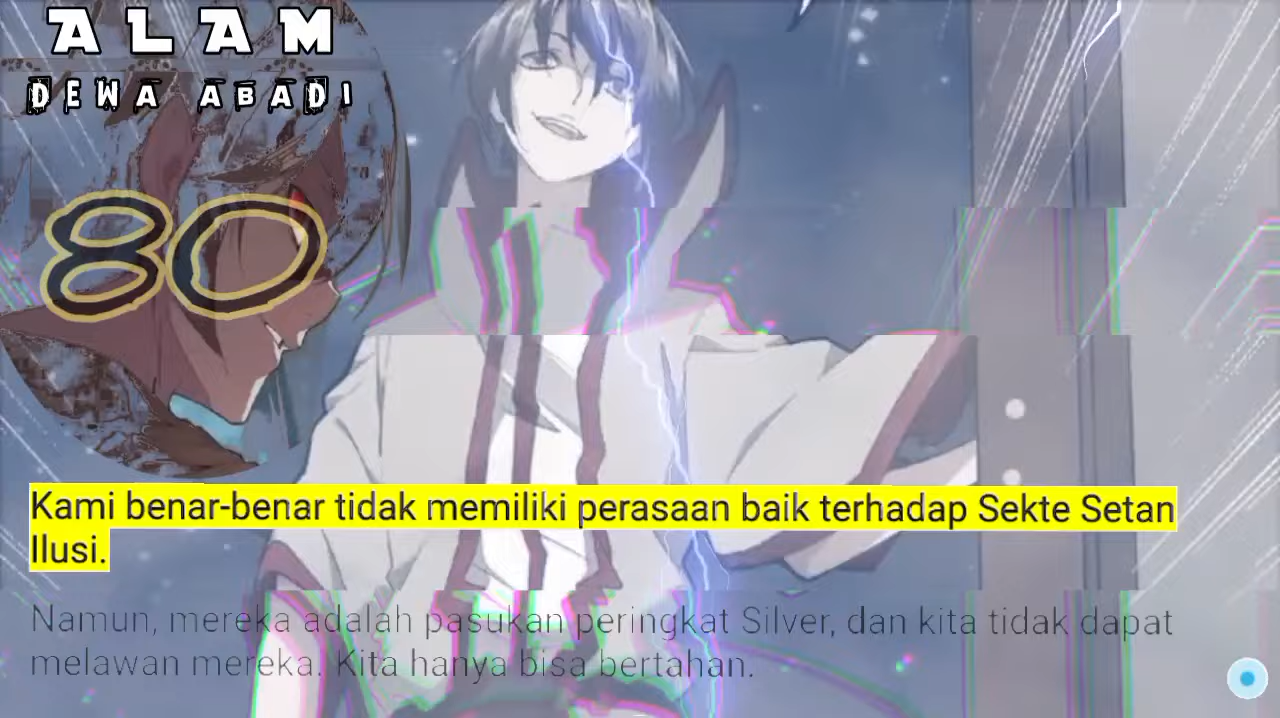 ALAM
DEWA ABADI
80
Kami benar-benar tidak memiliki perasaan baik terhadap Sekte Setan
Ilusi.
Namun, mereka adalah pasukan peringkat Silver, dan kita tidak dapat
melawan mereka. Kita hanya bisa bertahan.